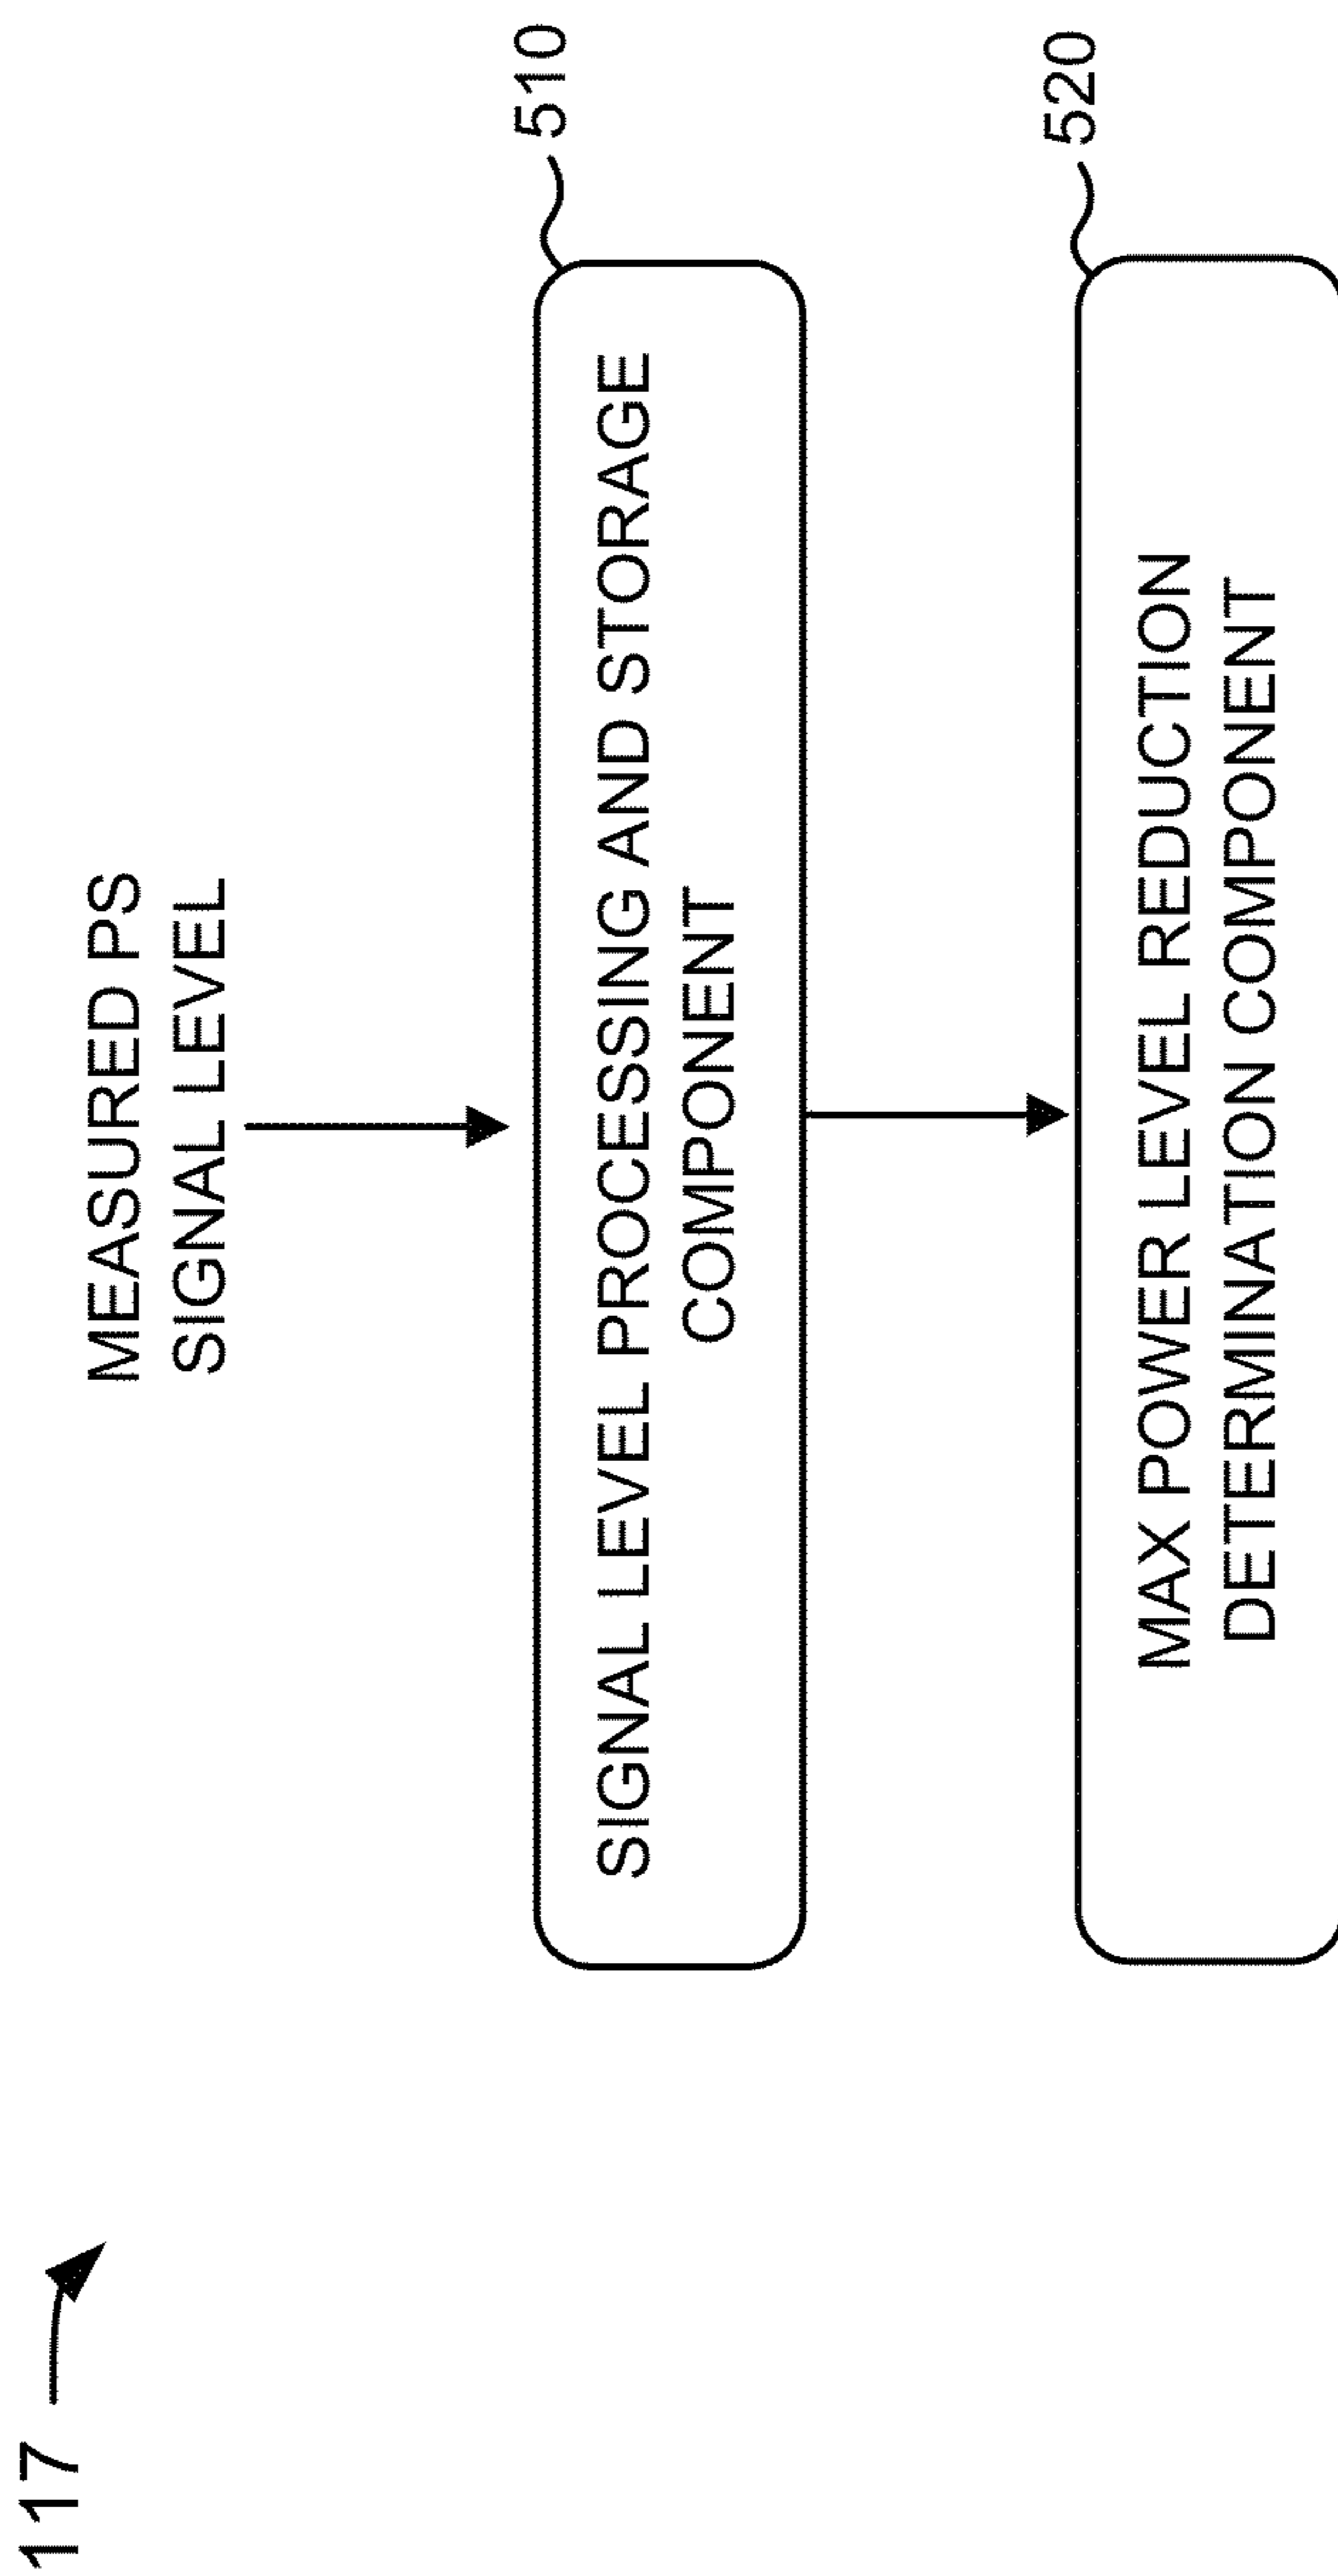 117
MEASURED PS
SIGNAL LEVEL
510
SIGNAL LEVEL PROCESSING AND STORAGE
COMPONENT
520
MAX POWER LEVEL REDUCTION
DETERMINATION COMPONENT